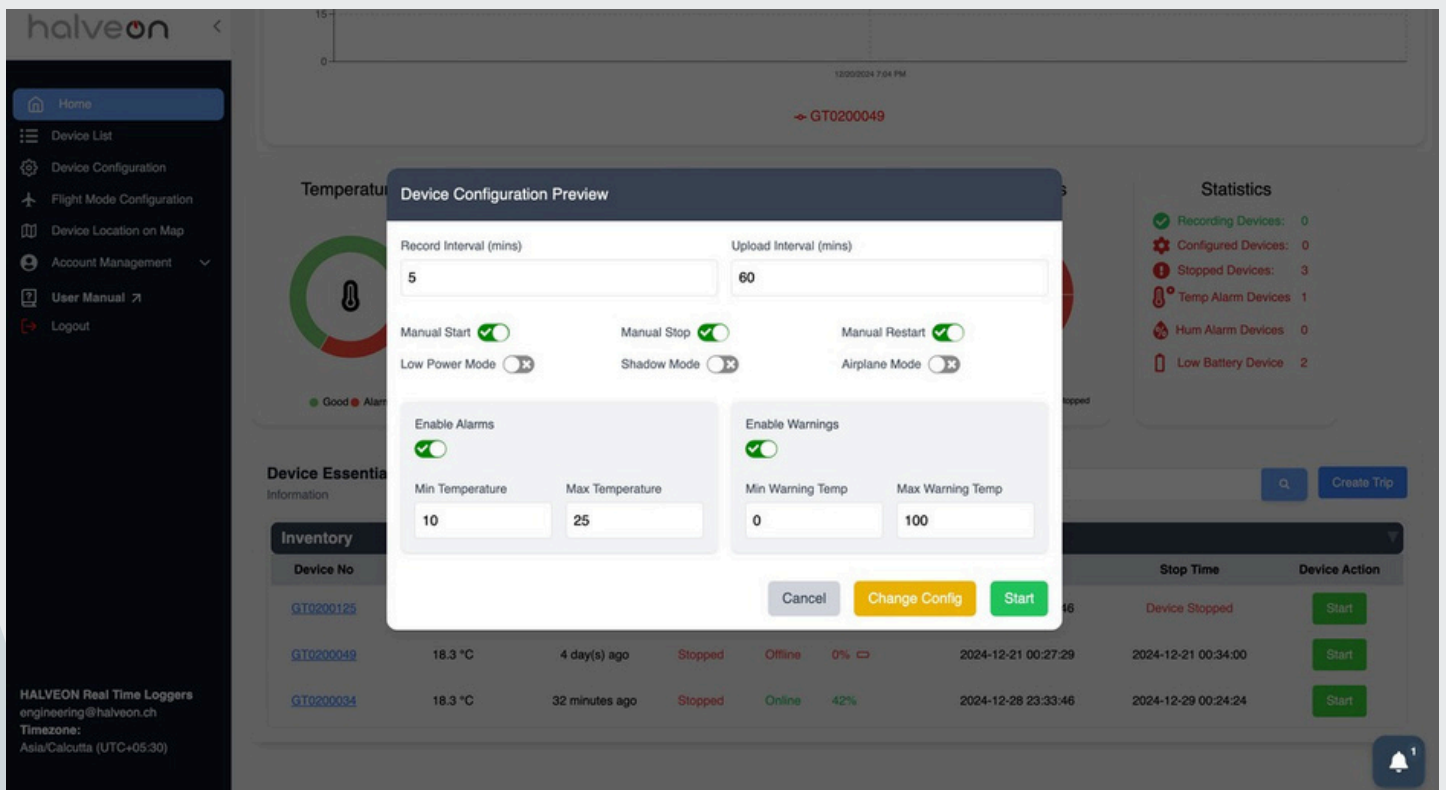 halveon
Home
Device List
Device Configuration
Flight Mode Configuration
Device Location on Map
Account Management
User Manual
Logout
HALVEON Real Time Loggers
engineering@halveon.ch
Timezone:
Asia/Calcutta (UTC+05:30)
15
0
12/20/2024 7:04 PM
GT0200049
Temperatu
Good Alarm
s
topped
Statistics
Recording Devices: 0
Configured Devices: 0
Stopped Devices: 3
Temp Alarm Devices 1
Hum Alarm Devices 0
Low Battery Device 2
Device Configuration Preview
Record Interval (mins) Upload Interval (mins)
5 60
Manual Start Manual Stop Manual Restart
Low Power Mode Shadow Mode Airplane Mode
Enable Alarms Enable Warnings
Min Temperature Max Temperature Min Warning Temp Max Warning Temp
10 25 0 100
Cancel Change Config Start
Device Essentia
Information
Create Trip
Inventory
Device No Stop Time Device Action
GT0200125 46 Device Stopped Start
GT0200049 18.3 °C 4 day(s) ago Stopped Offline 0% 2024-12-21 00:27:29 2024-12-21 00:34:00 Start
GT0200034 18.3 °C 32 minutes ago Stopped Online 42% 2024-12-28 23:33:46 2024-12-29 00:24:24 Start
1